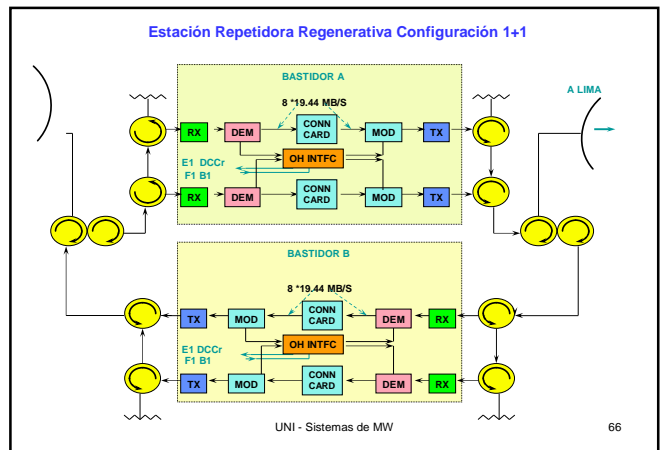 Estación Repetidora Regenerativa Configuración 1+1
BASTIDOR A
A LIMA
8 *19.44 MB/S
RX
DEM
CONN
CARD
MOD
TX
OH INTFC
E1 DCCr
F1 B1
RX
DEM
CONN
CARD
MOD
TX
BASTIDOR B
8 *19.44 MB/S
TX
MOD
CONN
CARD
DEM
RX
OH INTFC
E1 DCCr
F1 B1
TX
MOD
CONN
CARD
DEM
RX
UNI - Sistemas de MW
66